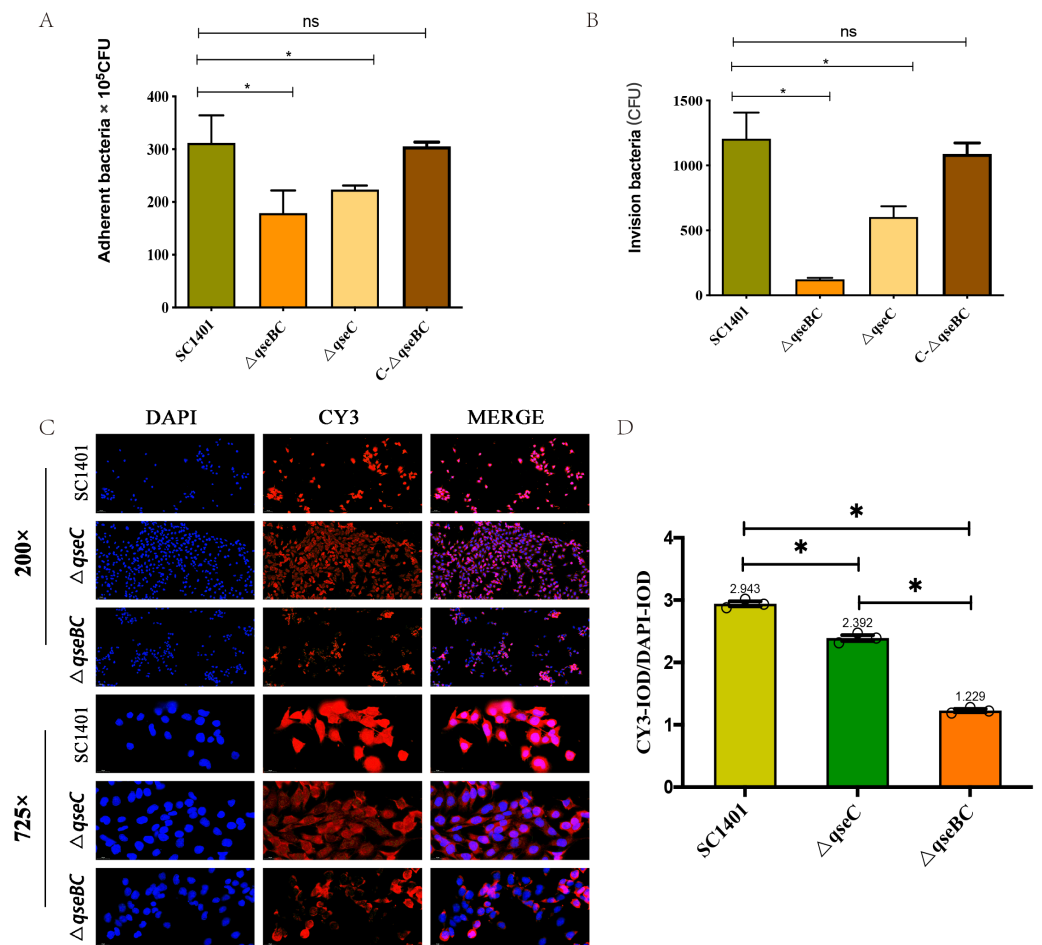 A
ns
*
*
Adherent bacteria × 10⁵CFU
400
300
200
100
0
SC1401
△qseBC
△qseC
C-△qseBC
B
ns
*
*
Invision bacteria (CFU)
1500
1000
500
0
SC1401
△qseBC
△qseC
C-△qseBC
C
DAPI CY3 MERGE
200×
SC1401
△qseC
△qseBC
725×
SC1401
△qseC
△qseBC
D
*
*
*
CY3-IOD/DAPI-IOD
4
3
2
1
0
2.943
2.392
1.229
SC1401
△qseC
△qseBC